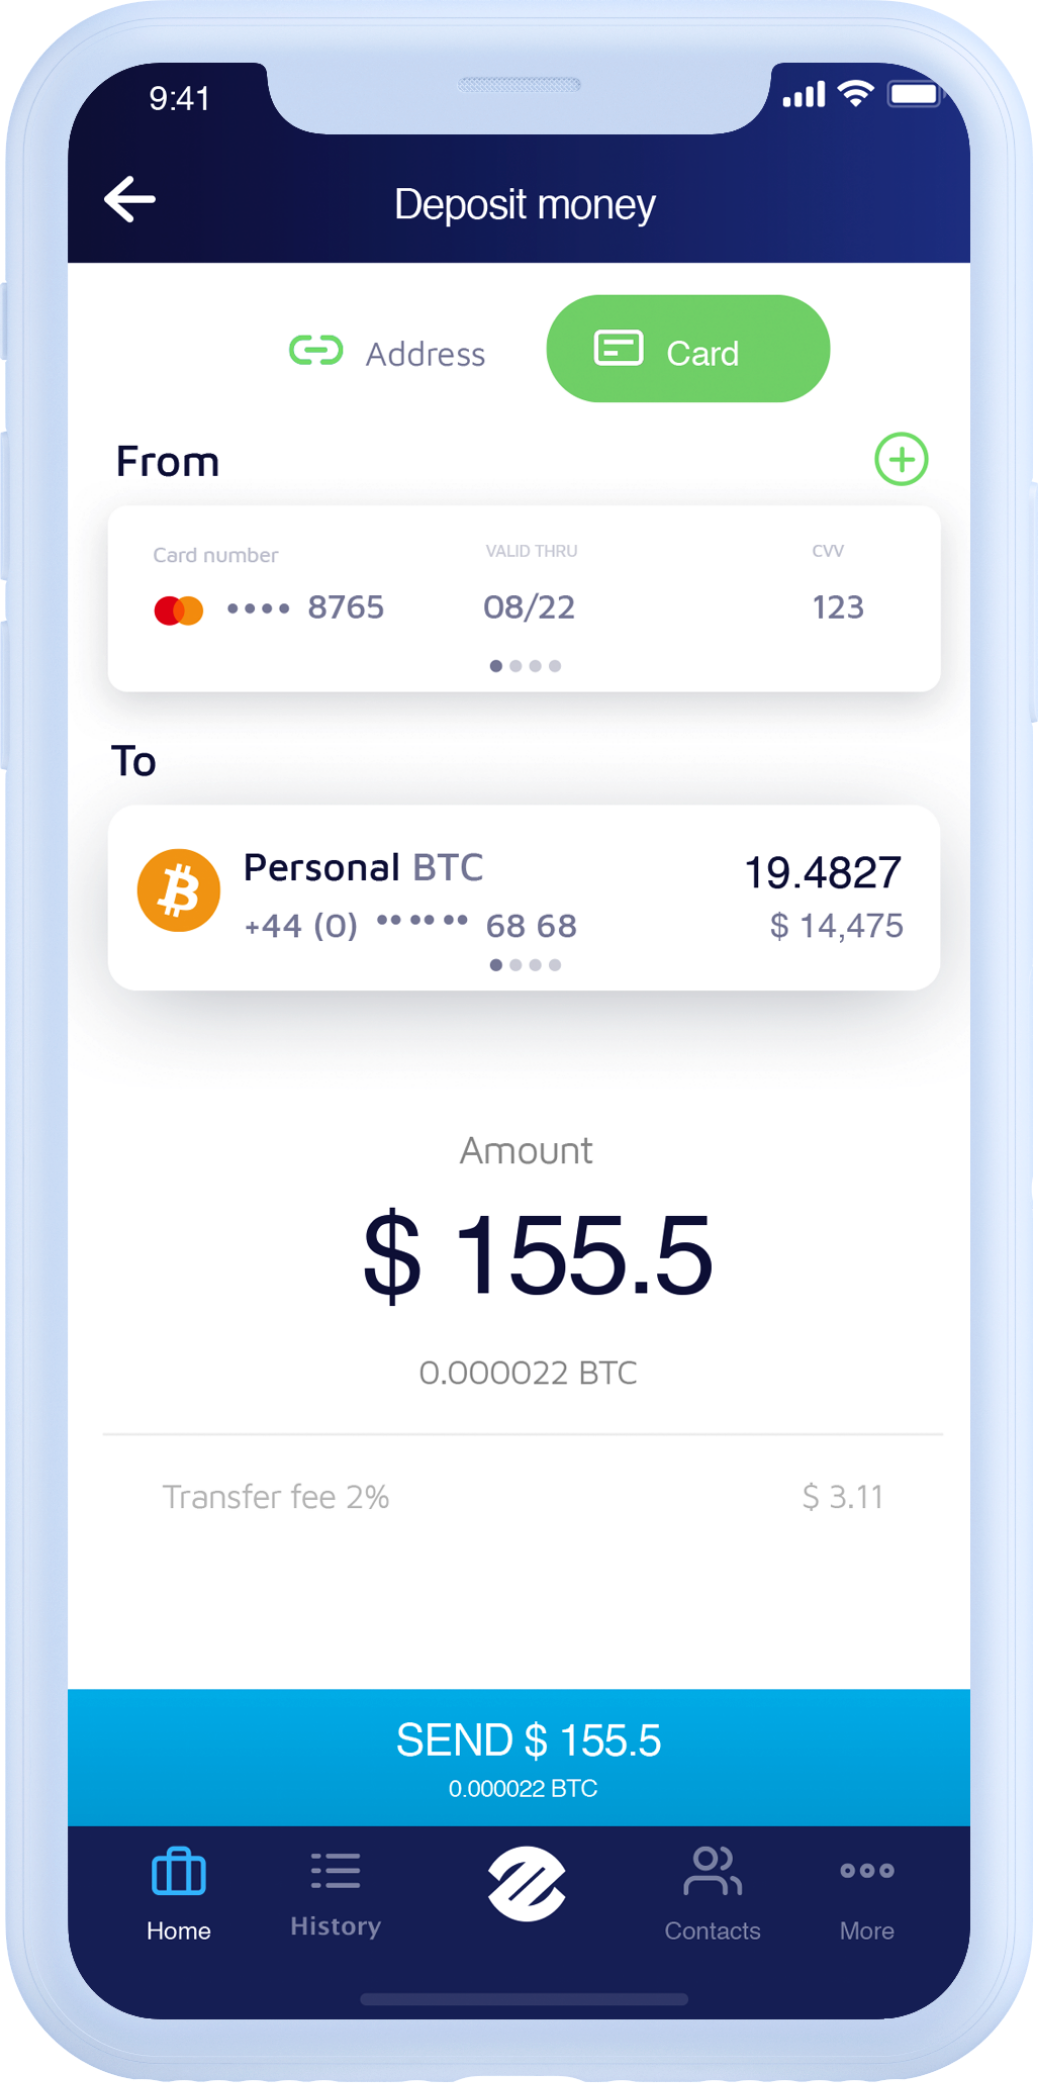 9:41
Deposit money
Address Card
From
Card number VALID THRU CVV
•••• 8765 08/22 123
To
Personal BTC 19.4827
+44 (0) •• •• •• 68 68 $ 14,475
Amount
$ 155.5
0.000022 BTC
Transfer fee 2% $ 3.11
SEND $ 155.5
0.000022 BTC
Home History Contacts More